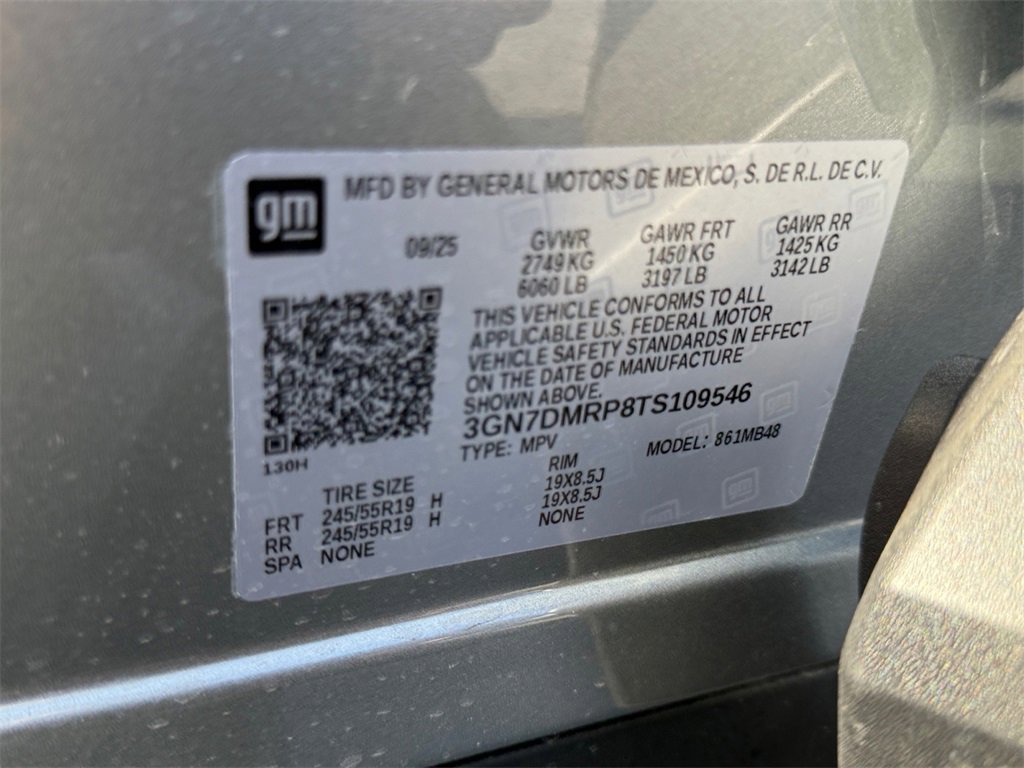 gm
MFD BY GENERAL MOTORS DE MEXICO, S. DE R.L. DE C.V.
09/25 GVWR GAWR FRT GAWR RR
2749 KG 1450 KG 1425 KG
6060 LB 3197 LB 3142 LB
THIS VEHICLE CONFORMS TO ALL
APPLICABLE U.S. FEDERAL MOTOR
VEHICLE SAFETY STANDARDS IN EFFECT
ON THE DATE OF MANUFACTURE
SHOWN ABOVE.
3GN7DMRP8TS109546
TYPE: MPV MODEL: 861MB48
130H
TIRE SIZE RIM
FRT 245/55R19 H 19X8.5J
RR 245/55R19 H 19X8.5J
SPA NONE NONE